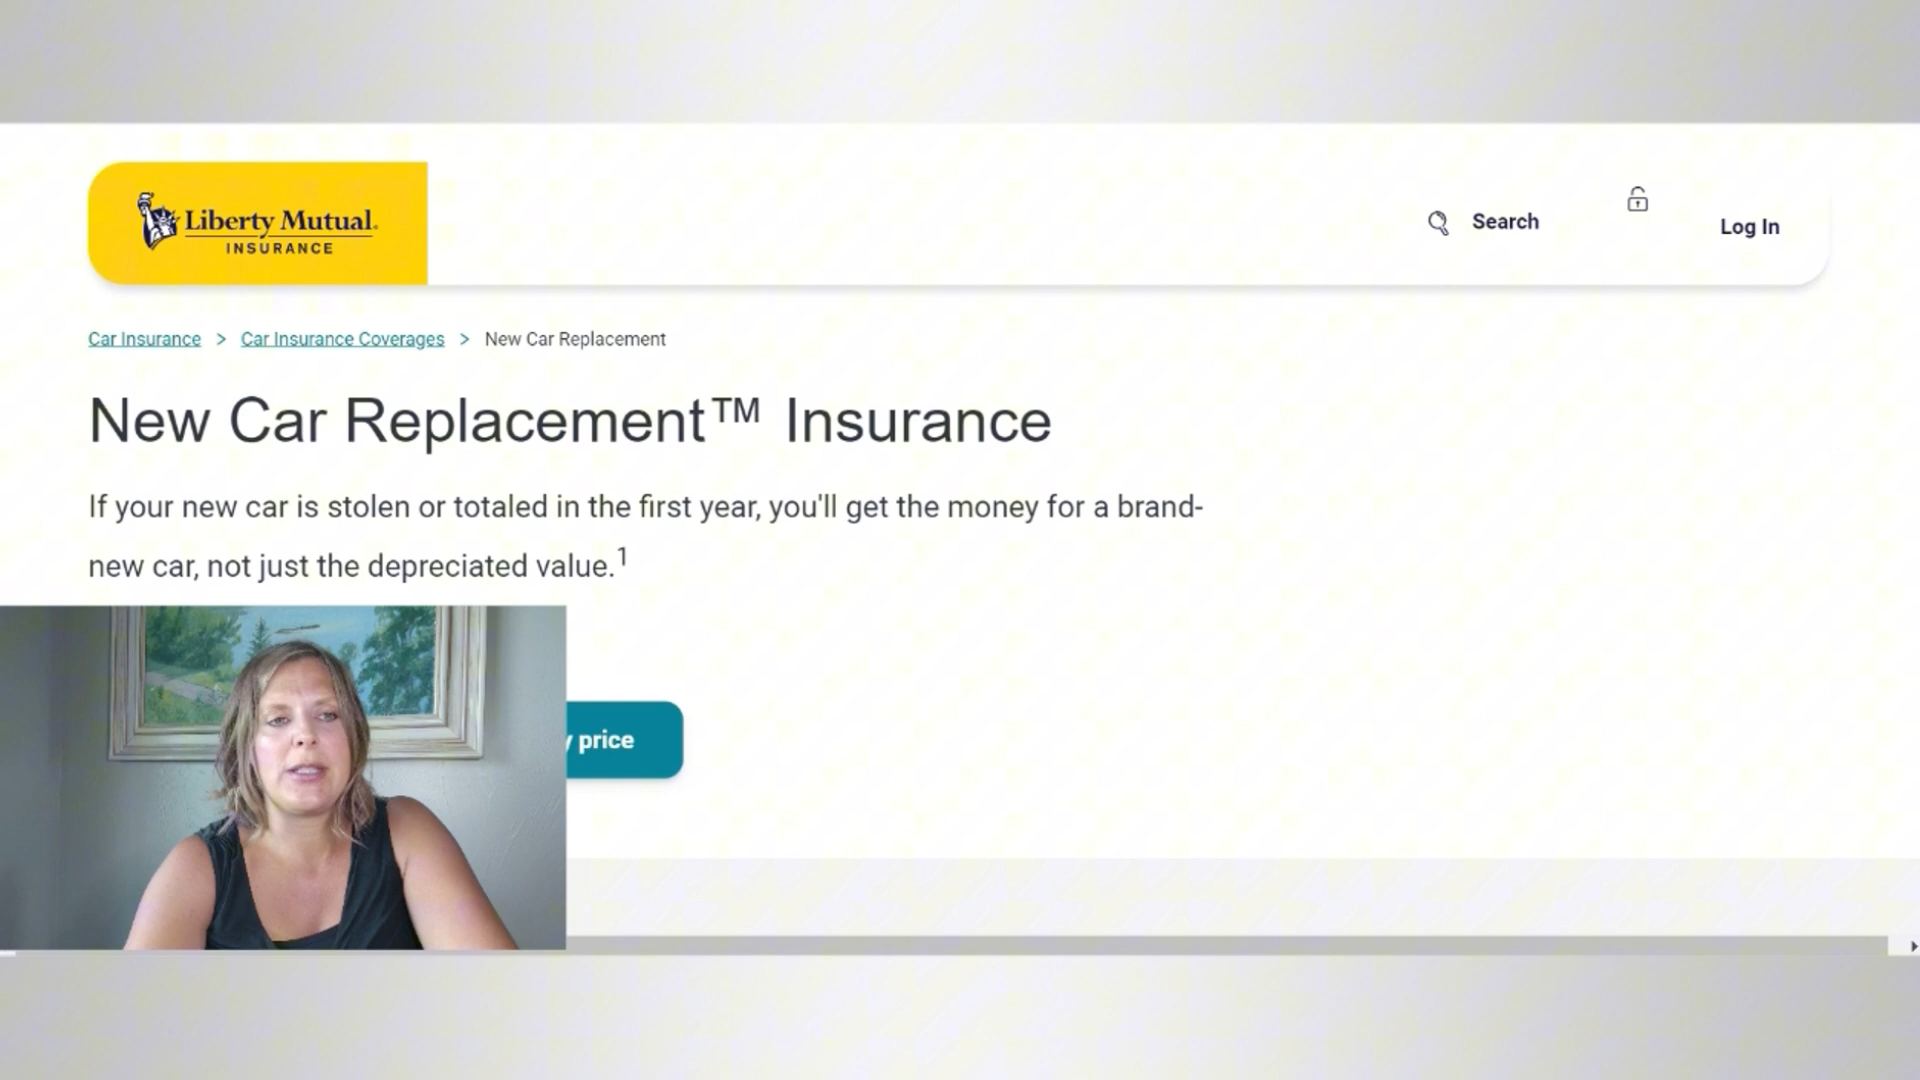 Liberty Mutual
INSURANCE
Search
Log In
Car Insurance > Car Insurance Coverages > New Car Replacement
New Car Replacement™ Insurance
If your new car is stolen or totaled in the first year, you'll get the money for a brand-
new car, not just the depreciated value.1
price